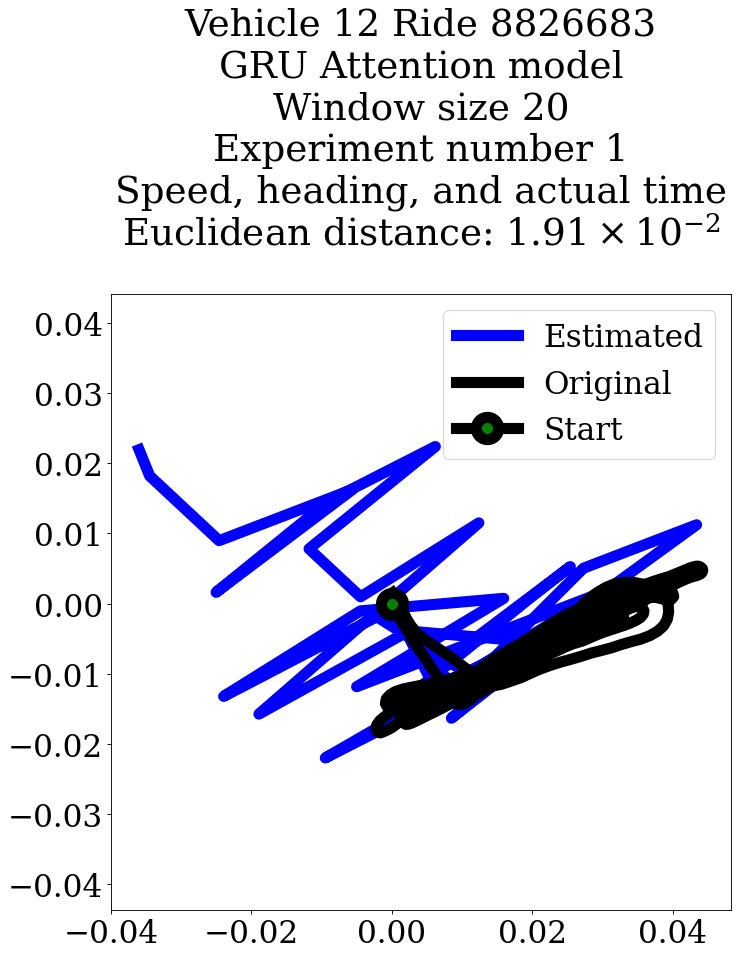 Vehicle 12 Ride 8826683
GRU Attention model
Window size 20
Experiment number 1
Speed, heading, and actual time
Euclidean distance: 1.91 × 10⁻²
Estimated
Original
Start
0.04
0.03
0.02
0.01
0.00
−0.01
−0.02
−0.03
−0.04
−0.04 −0.02 0.00 0.02 0.04